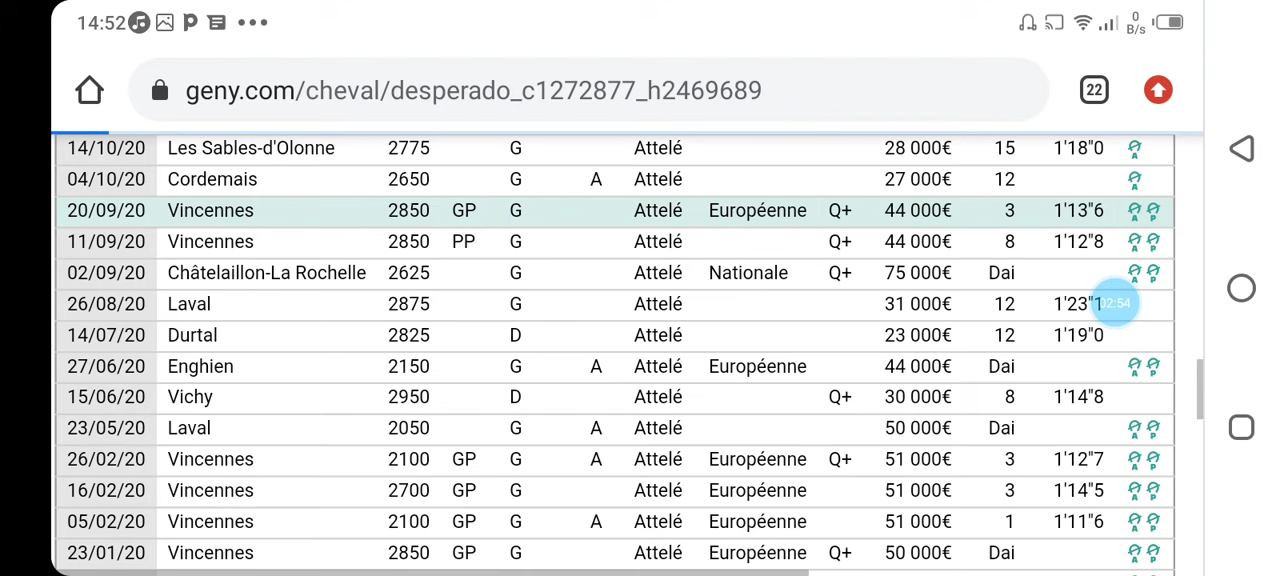 14:52 P •••
0 B/s
geny.com/cheval/desperado_c1272877_h2469689 22
14/10/20 Les Sables-d'Olonne 2775 G Attelé 28 000€ 15 1'18"0 A
04/10/20 Cordemais 2650 G A Attelé 27 000€ 12 A
20/09/20 Vincennes 2850 GP G Attelé Européenne Q+ 44 000€ 3 1'13"6 A P
11/09/20 Vincennes 2850 PP G Attelé Q+ 44 000€ 8 1'12"8 A P
02/09/20 Châtelaillon-La Rochelle 2625 G Attelé Nationale Q+ 75 000€ Dai A P
26/08/20 Laval 2875 G Attelé 31 000€ 12 1'23"1 02:54
14/07/20 Durtal 2825 D Attelé 23 000€ 12 1'19"0
27/06/20 Enghien 2150 G A Attelé Européenne 44 000€ Dai A P
15/06/20 Vichy 2950 D Attelé Q+ 30 000€ 8 1'14"8
23/05/20 Laval 2050 G A Attelé 50 000€ Dai A P
26/02/20 Vincennes 2100 GP G A Attelé Européenne Q+ 51 000€ 3 1'12"7 A P
16/02/20 Vincennes 2700 GP G Attelé Européenne 51 000€ 3 1'14"5 A P
05/02/20 Vincennes 2100 GP G A Attelé Européenne 51 000€ 1 1'11"6 A P
23/01/20 Vincennes 2850 GP G Attelé Européenne Q+ 50 000€ Dai A P